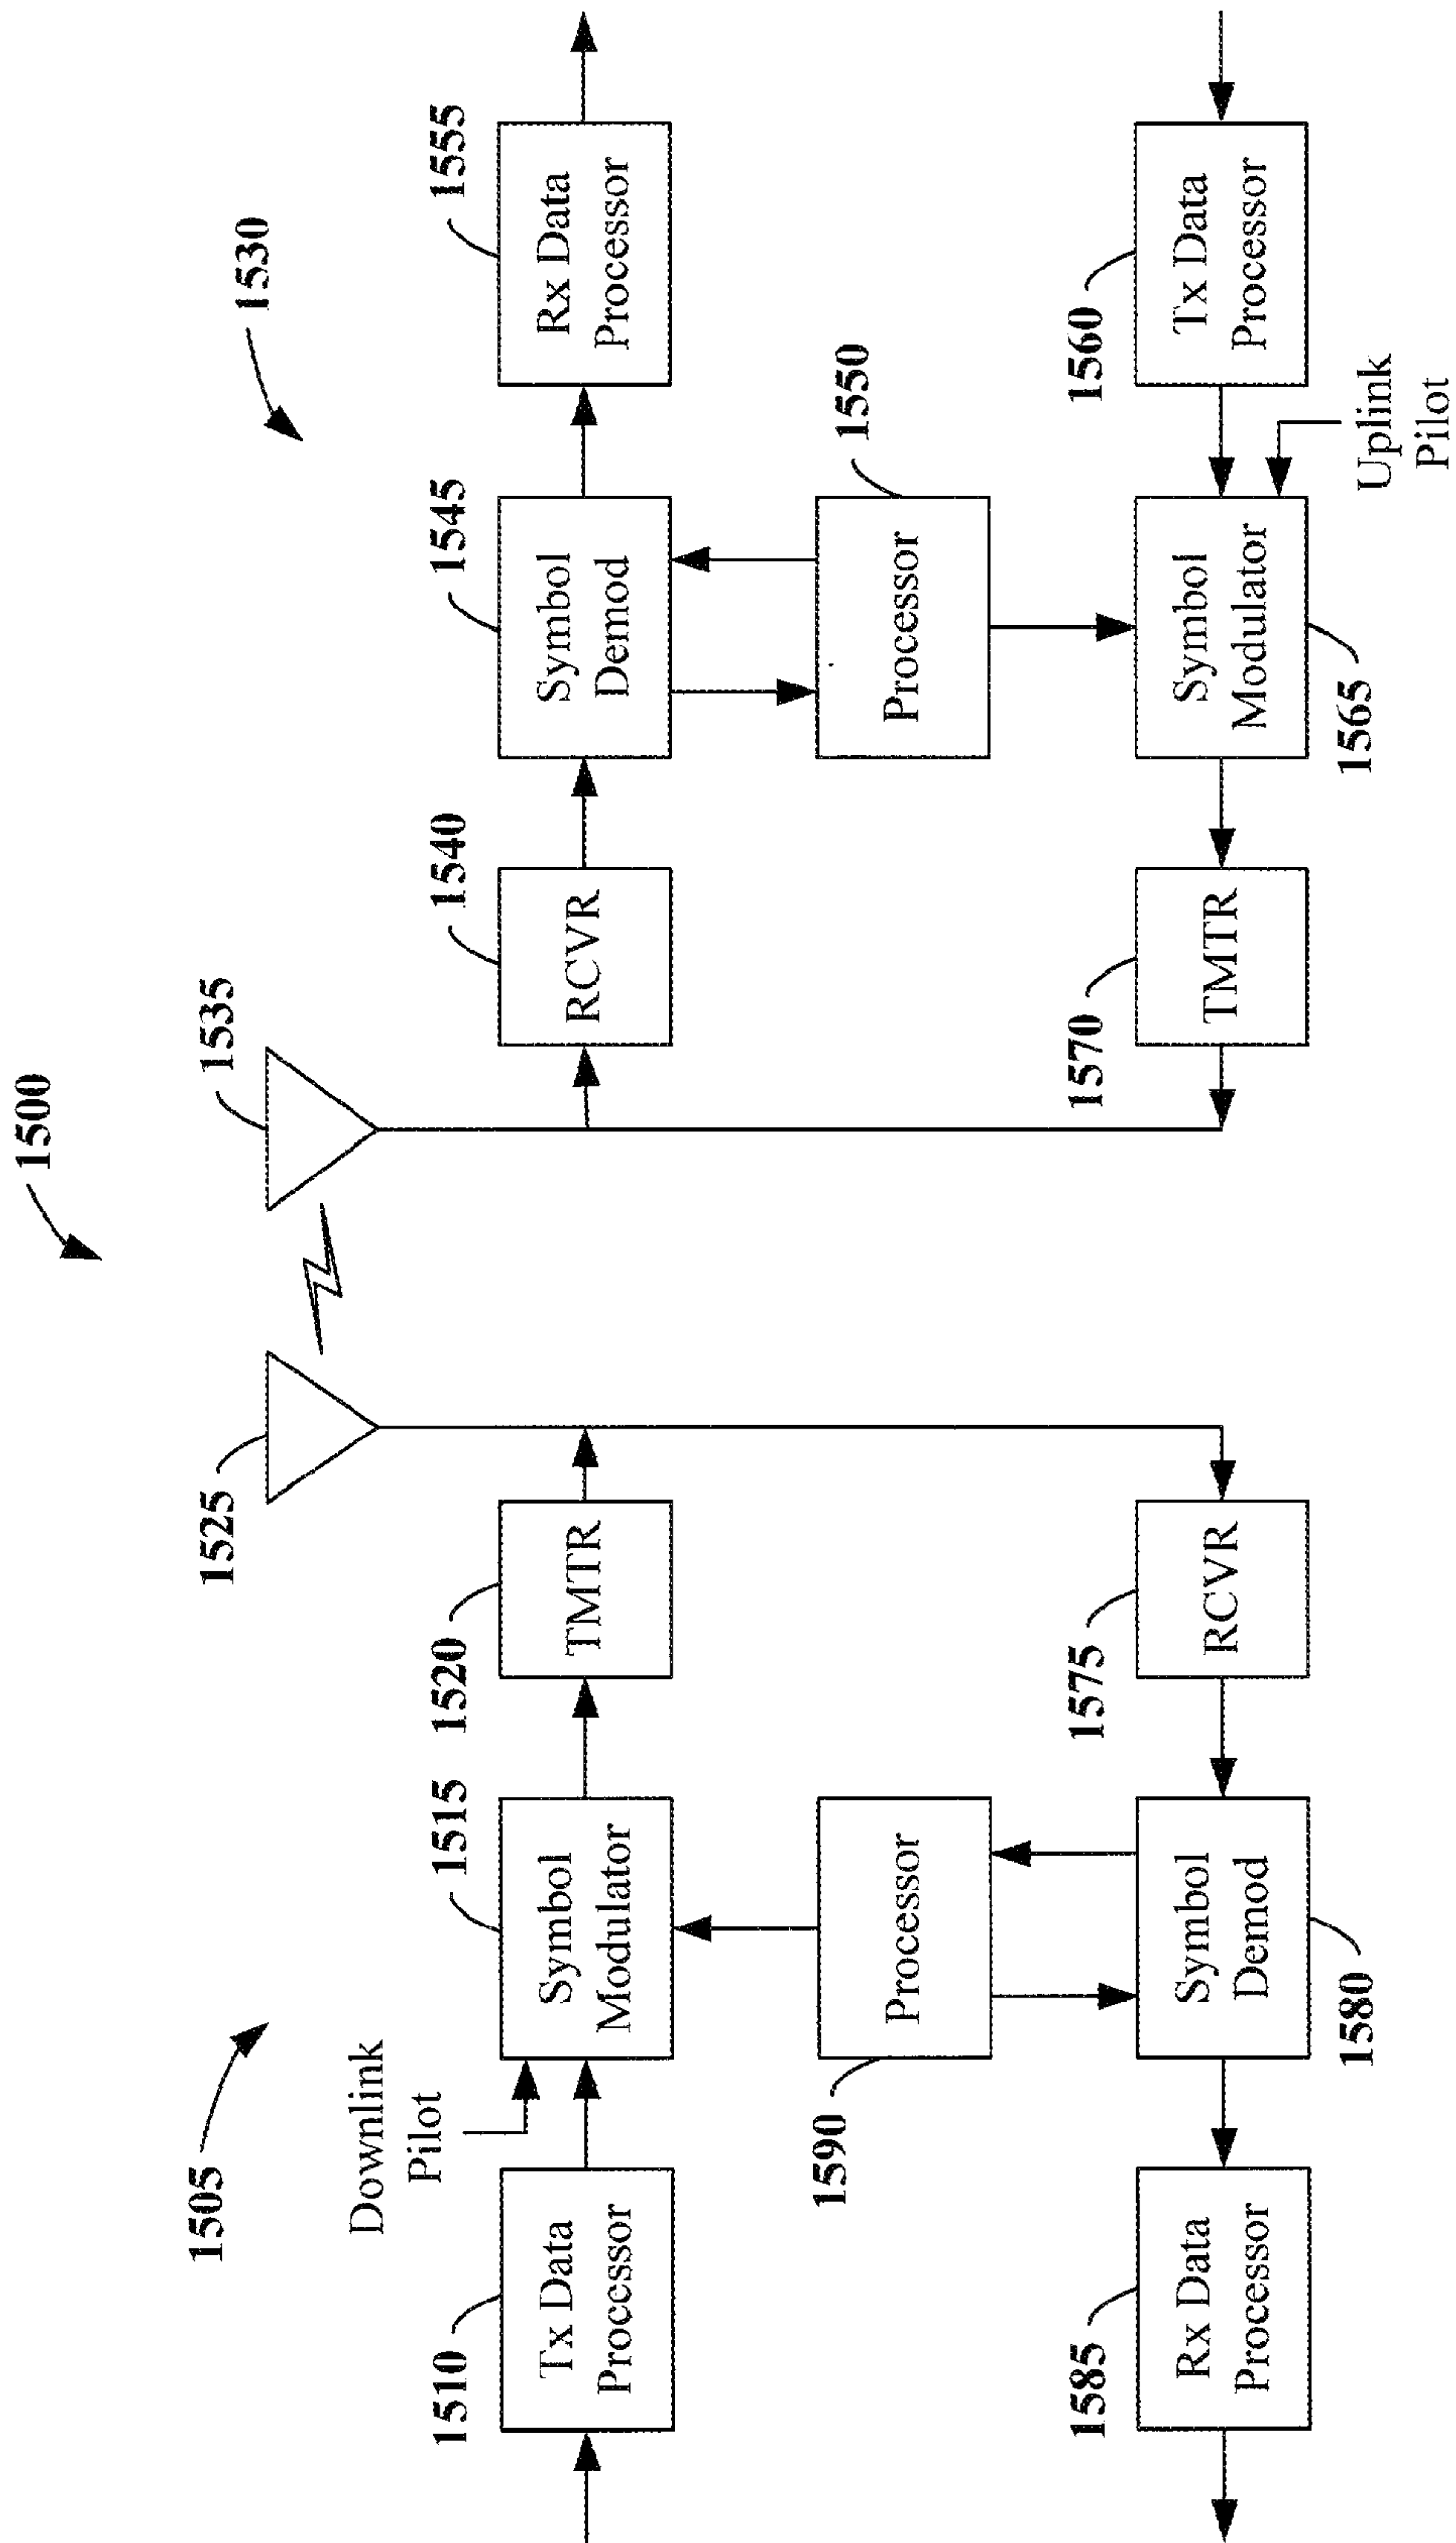 1500
1505
1530
1525
1535
Downlink
Pilot
1510
Tx Data
Processor
1515
Symbol
Modulator
1520
TMTR
1540
RCVR
1545
Symbol
Demod
1555
Rx Data
Processor
1590
Processor
Processor
1550
1585
Rx Data
Processor
Symbol
Demod
1580
1575
RCVR
1570
TMTR
Symbol
Modulator
1565
1560
Tx Data
Processor
Uplink
Pilot